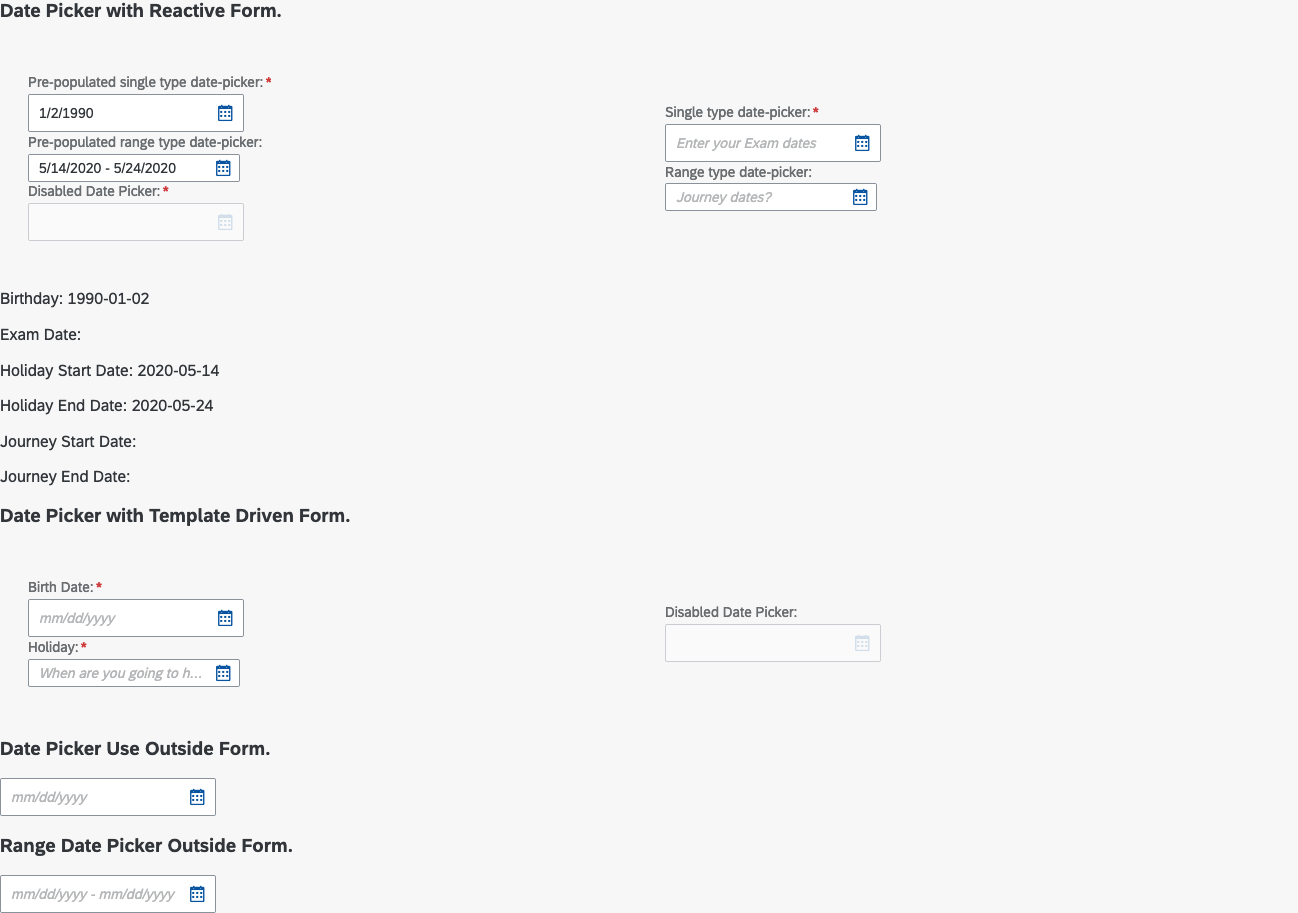 Date Picker with Reactive Form.
Pre-populated single type date-picker:*
1/2/1990
Pre-populated range type date-picker:
5/14/2020 - 5/24/2020
Disabled Date Picker:*
Single type date-picker:*
Enter your Exam dates
Range type date-picker:
Journey dates?
Birthday: 1990-01-02
Exam Date:
Holiday Start Date: 2020-05-14
Holiday End Date: 2020-05-24
Journey Start Date:
Journey End Date:
Date Picker with Template Driven Form.
Birth Date:*
mm/dd/yyyy
Holiday:*
When are you going to h...
Disabled Date Picker:
Date Picker Use Outside Form.
mm/dd/yyyy
Range Date Picker Outside Form.
mm/dd/yyyy - mm/dd/yyyy